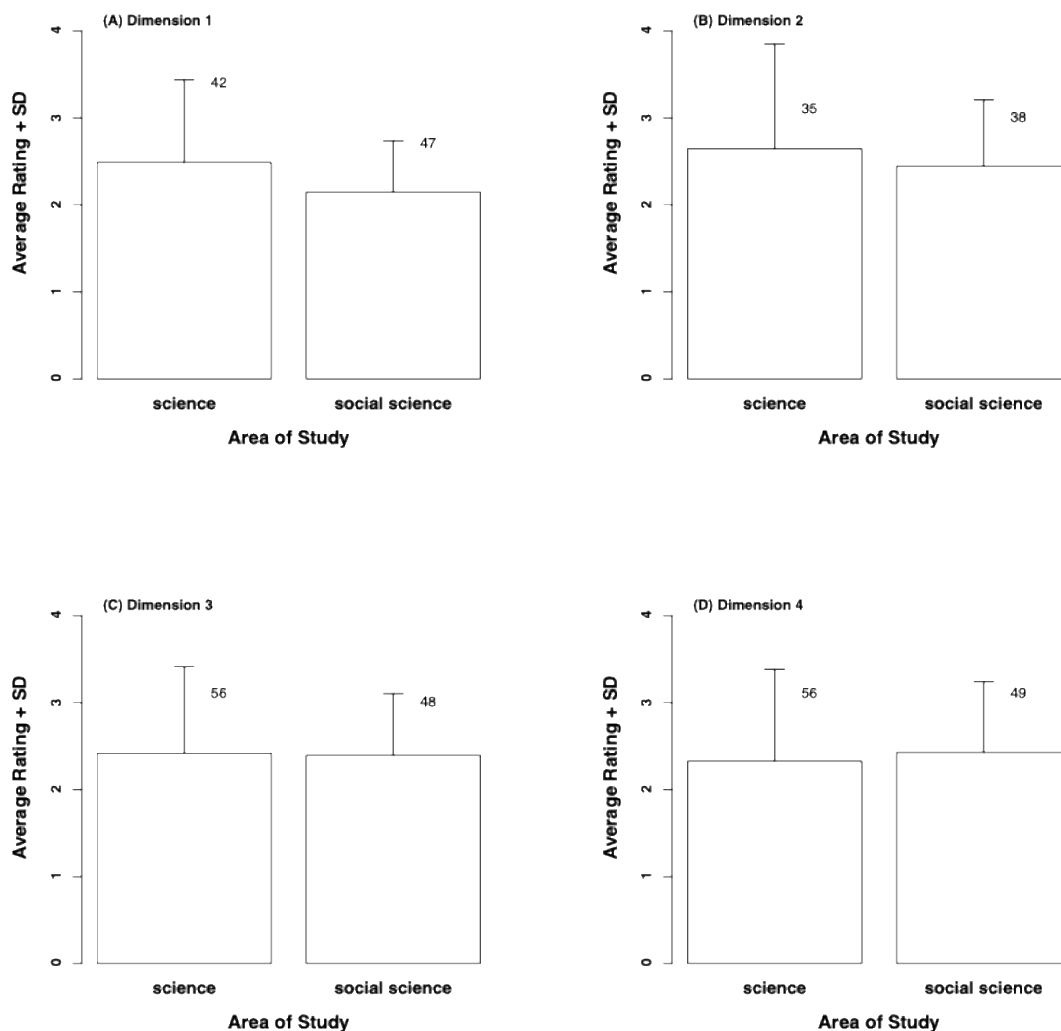 (A) Dimension 1
Average Rating + SD
4
3
2
1
0
42
47
science social science
Area of Study
(B) Dimension 2
Average Rating + SD
4
3
2
1
0
35
38
science social science
Area of Study
(C) Dimension 3
Average Rating + SD
4
3
2
1
0
56
48
science social science
Area of Study
(D) Dimension 4
Average Rating + SD
4
3
2
1
0
56
49
science social science
Area of Study